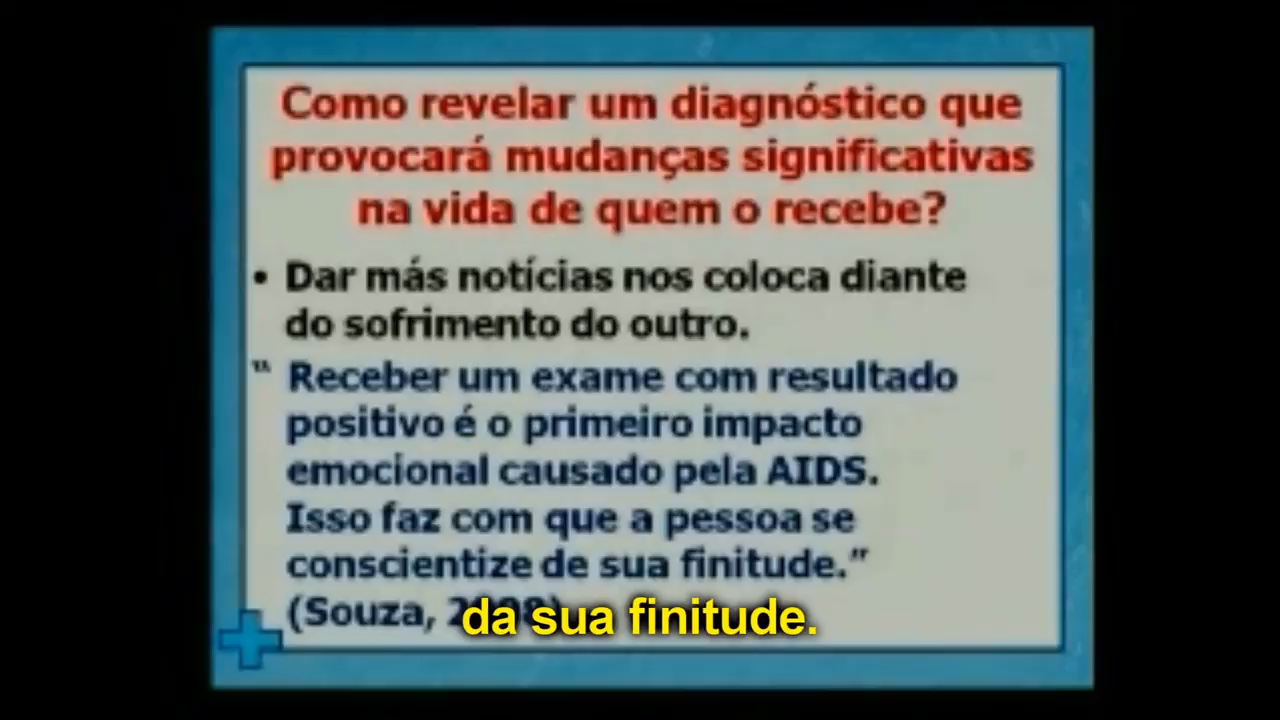 Como revelar um diagnóstico que
provocará mudanças significativas
na vida de quem o recebe?
• Dar más notícias nos coloca diante
do sofrimento do outro.
“ Receber um exame com resultado
positivo é o primeiro impacto
emocional causado pela AIDS.
Isso faz com que a pessoa se
conscientize de sua finitude.”
(Souza,
da sua finitude.